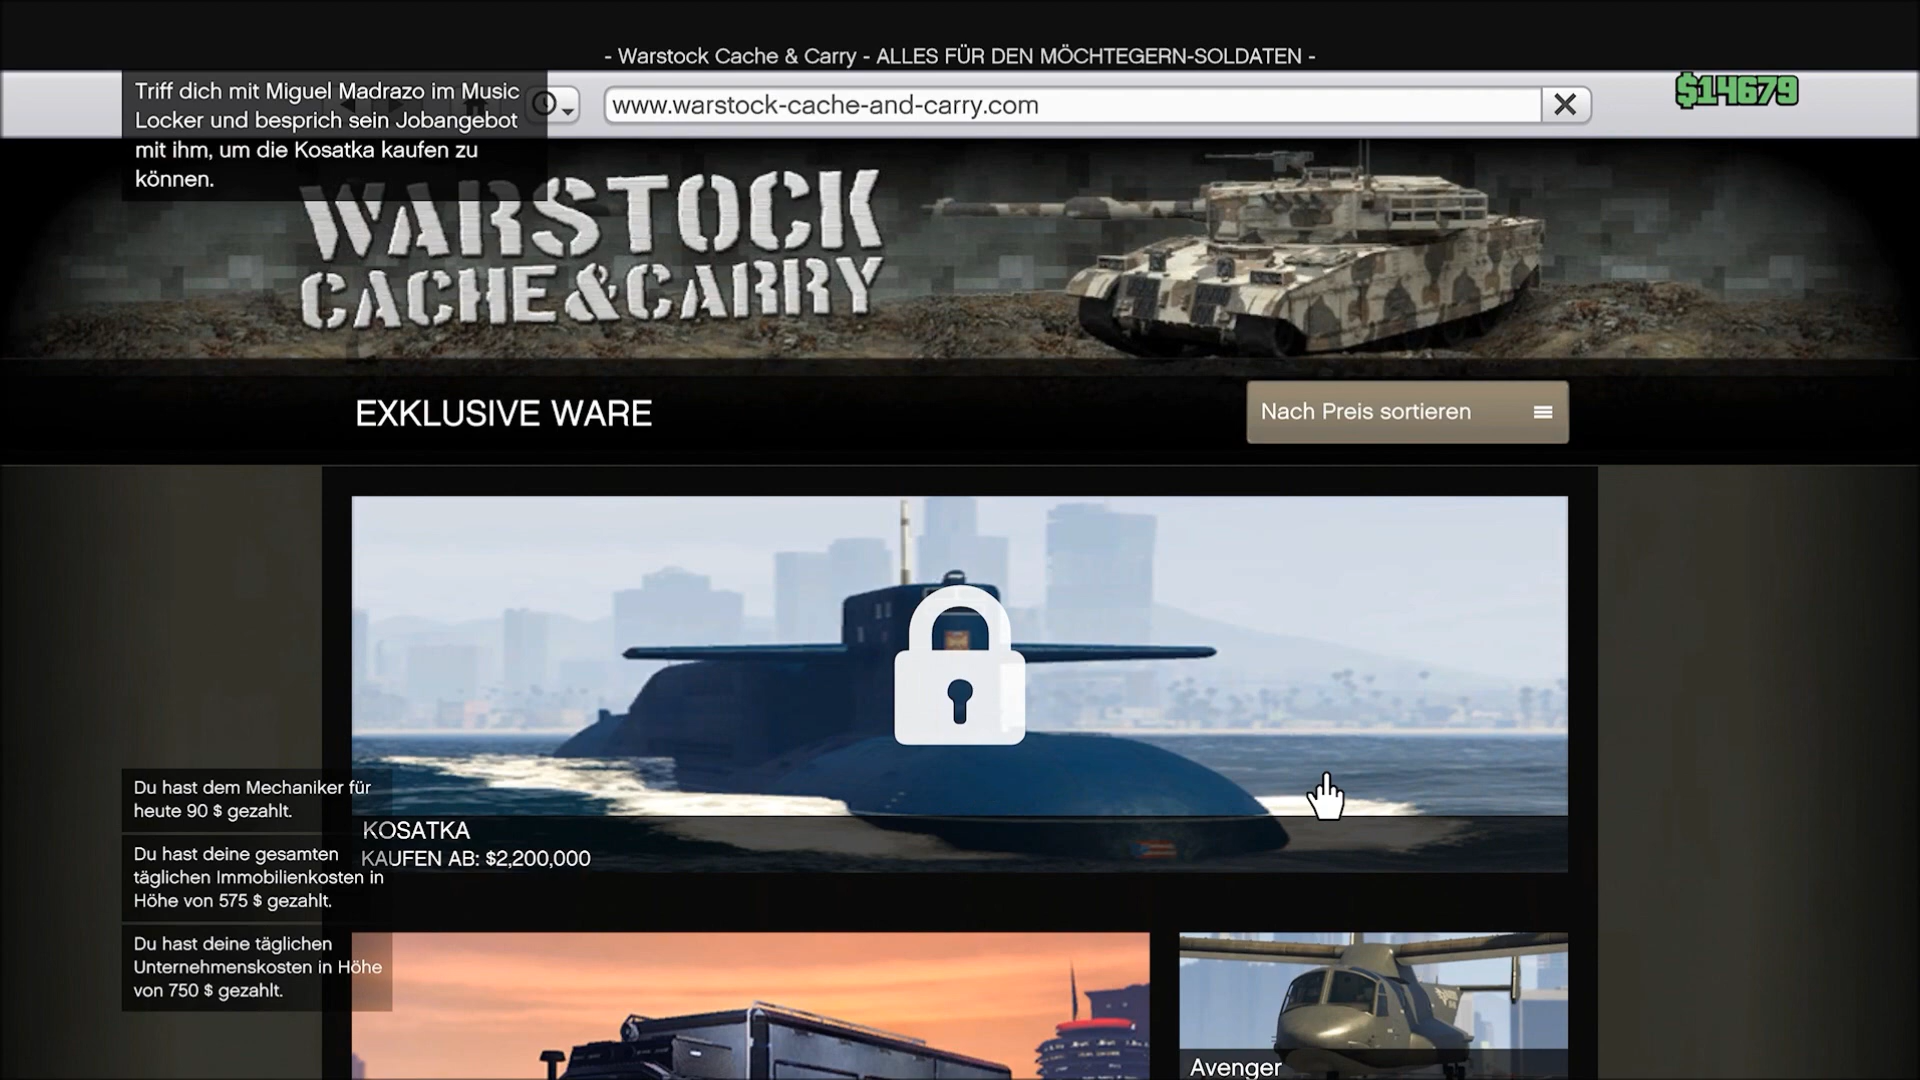 - Warstock Cache & Carry - ALLES FÜR DEN MÖCHTEGERN-SOLDATEN -
Triff dich mit Miguel Madrazo im Music
Locker und besprich sein Jobangebot
mit ihm, um die Kosatka kaufen zu
können.
www.warstock-cache-and-carry.com
$14679
WARSTOCK
CACHE&CARRY
EXKLUSIVE WARE
Nach Preis sortieren
KOSATKA
KAUFEN AB: $2,200,000
Du hast dem Mechaniker für
heute 90 $ gezahlt.
Du hast deine gesamten
täglichen Immobilienkosten in
Höhe von 575 $ gezahlt.
Du hast deine täglichen
Unternehmenskosten in Höhe
von 750 $ gezahlt.
Avenger